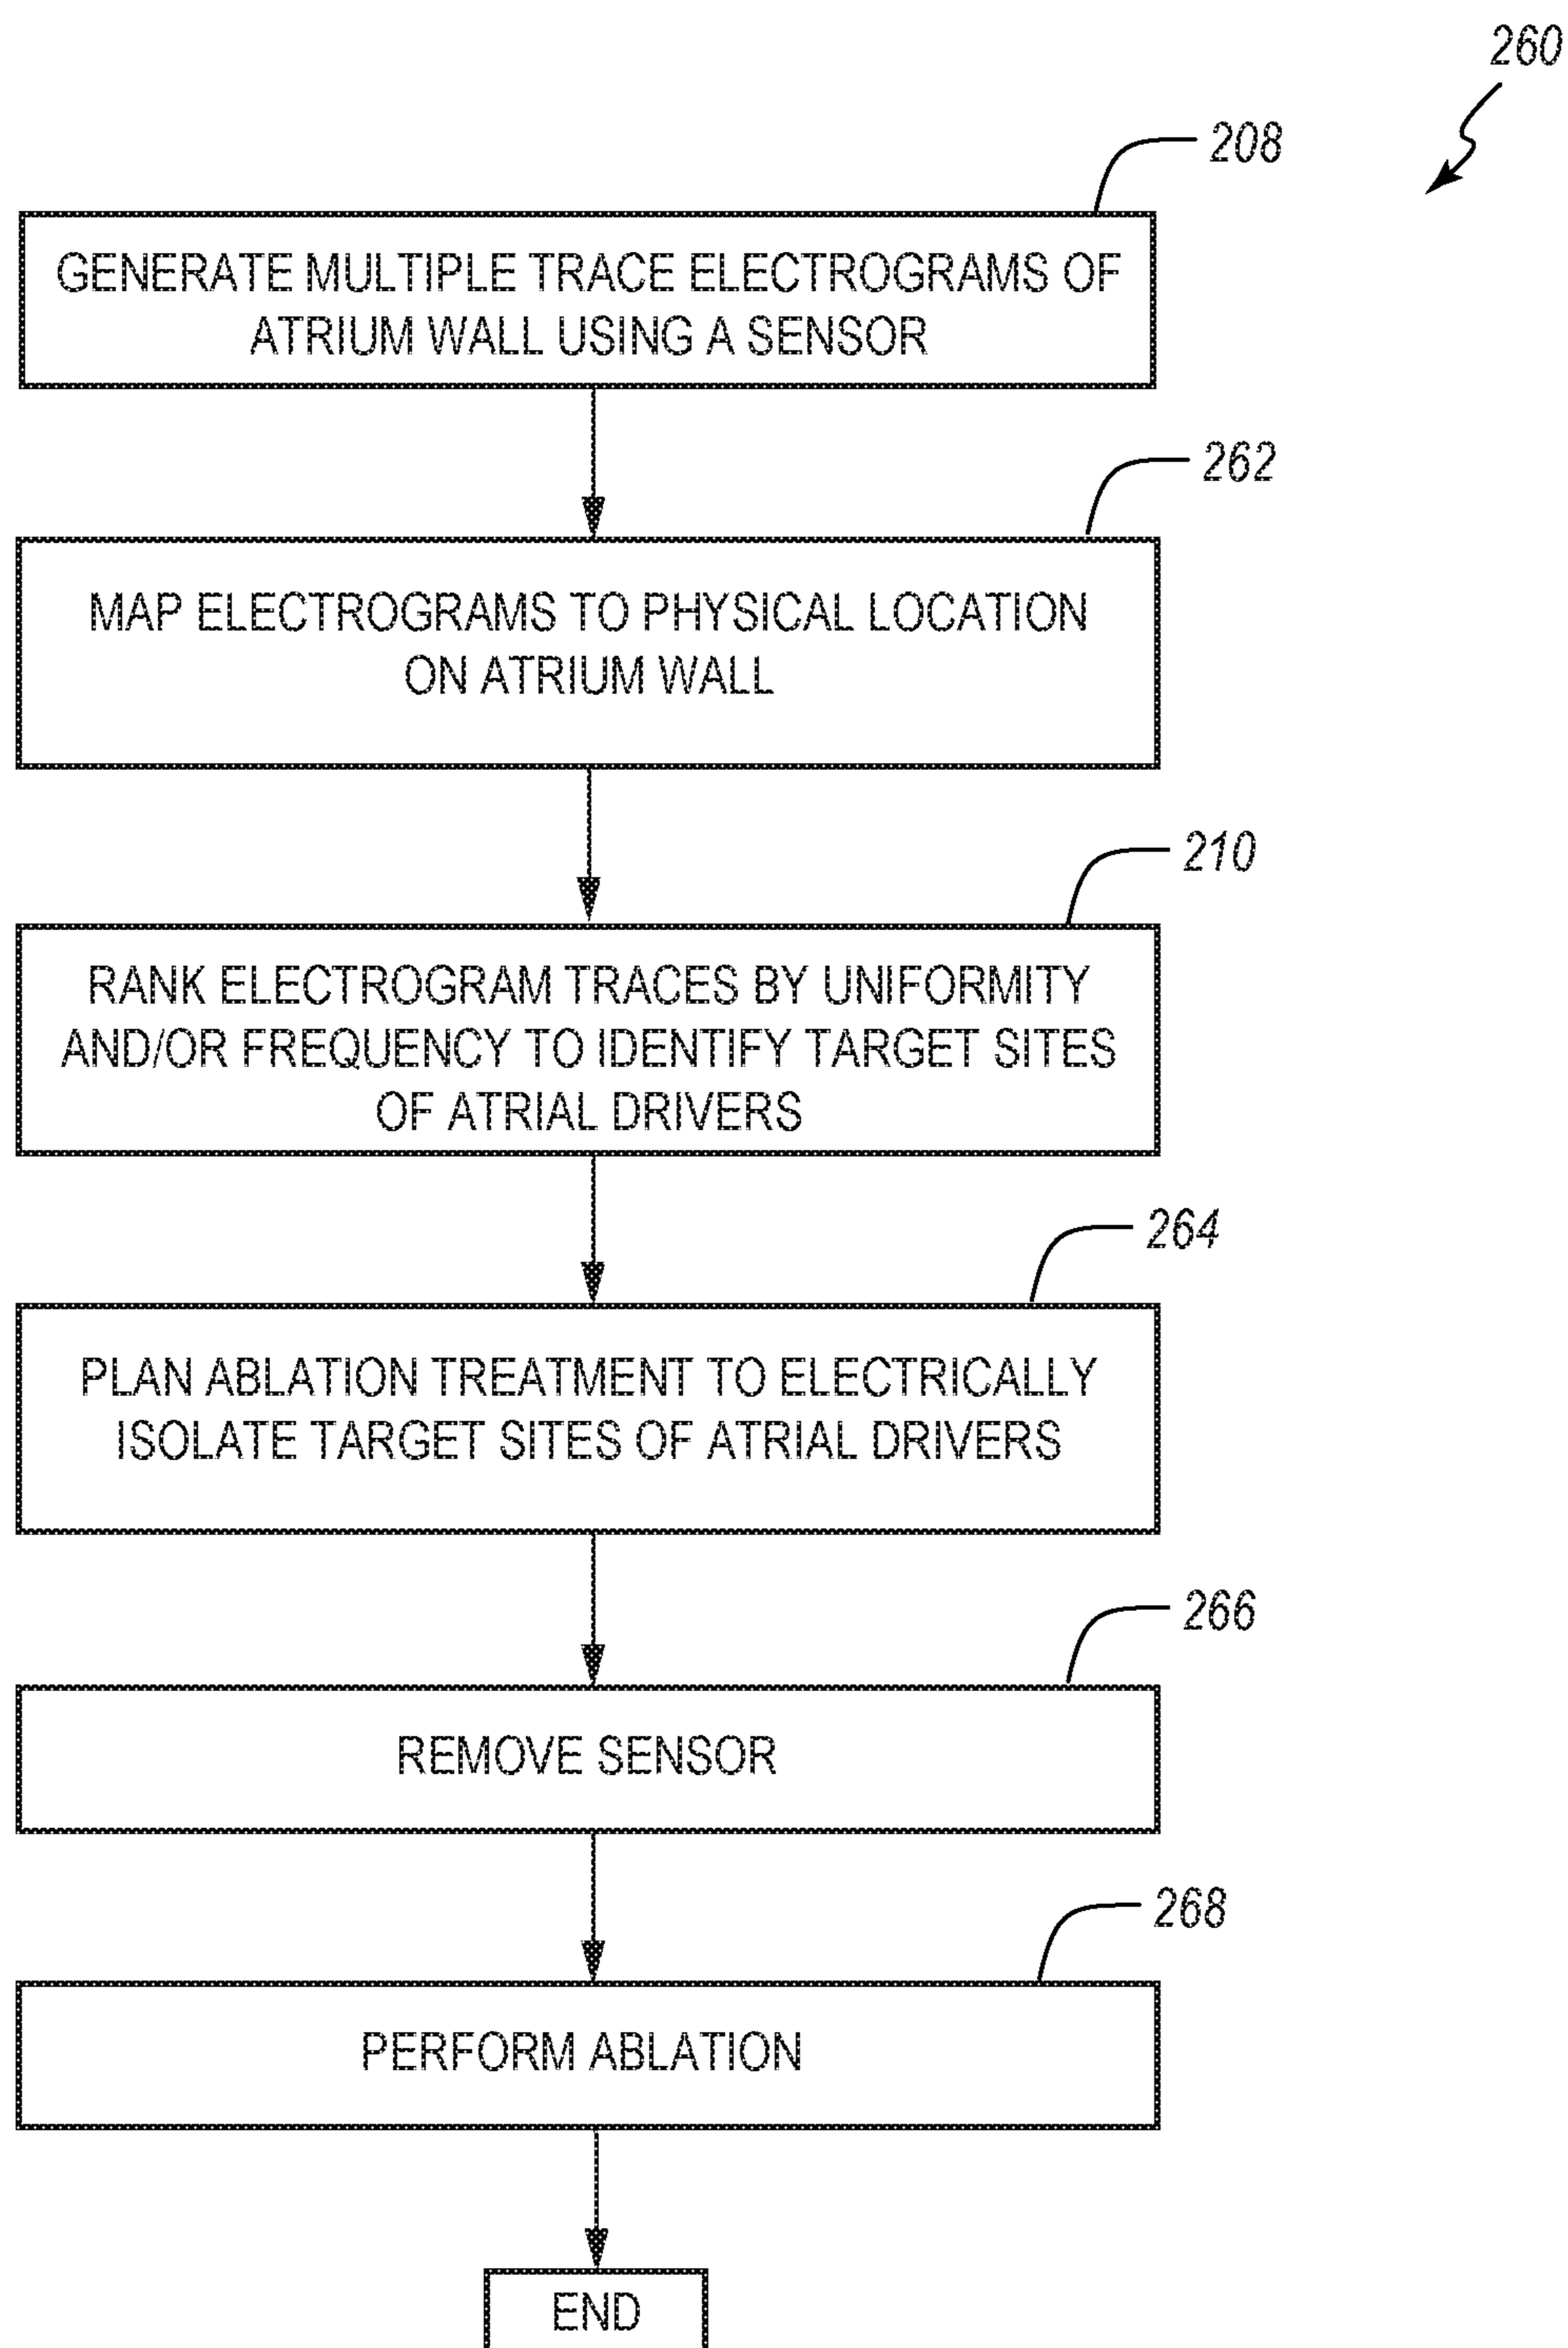 260
208
GENERATE MULTIPLE TRACE ELECTROGRAMS OF
ATRIUM WALL USING A SENSOR
262
MAP ELECTROGRAMS TO PHYSICAL LOCATION
ON ATRIUM WALL
210
RANK ELECTROGRAM TRACES BY UNIFORMITY
AND/OR FREQUENCY TO IDENTIFY TARGET SITES
OF ATRIAL DRIVERS
264
PLAN ABLATION TREATMENT TO ELECTRICALLY
ISOLATE TARGET SITES OF ATRIAL DRIVERS
266
REMOVE SENSOR
268
PERFORM ABLATION
END